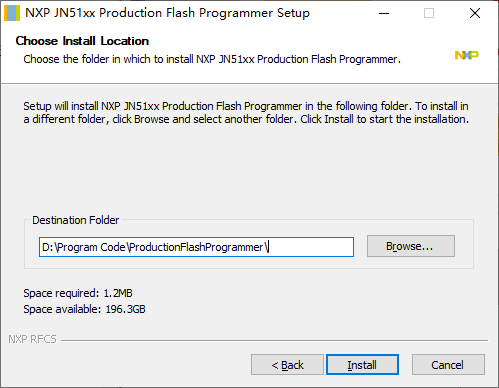 NXP JN51xx Production Flash Programmer Setup
Choose Install Location
Choose the folder in which to install NXP JN51xx Production Flash Programmer.
NXP
Setup will install NXP JN51xx Production Flash Programmer in the following folder. To install in
a different folder, click Browse and select another folder. Click Install to start the installation.
Destination Folder
D:\Program Code\ProductionFlashProgrammer\
Browse...
Space required: 1.2MB
Space available: 196.3GB
NXP RFCS
< Back
Install
Cancel